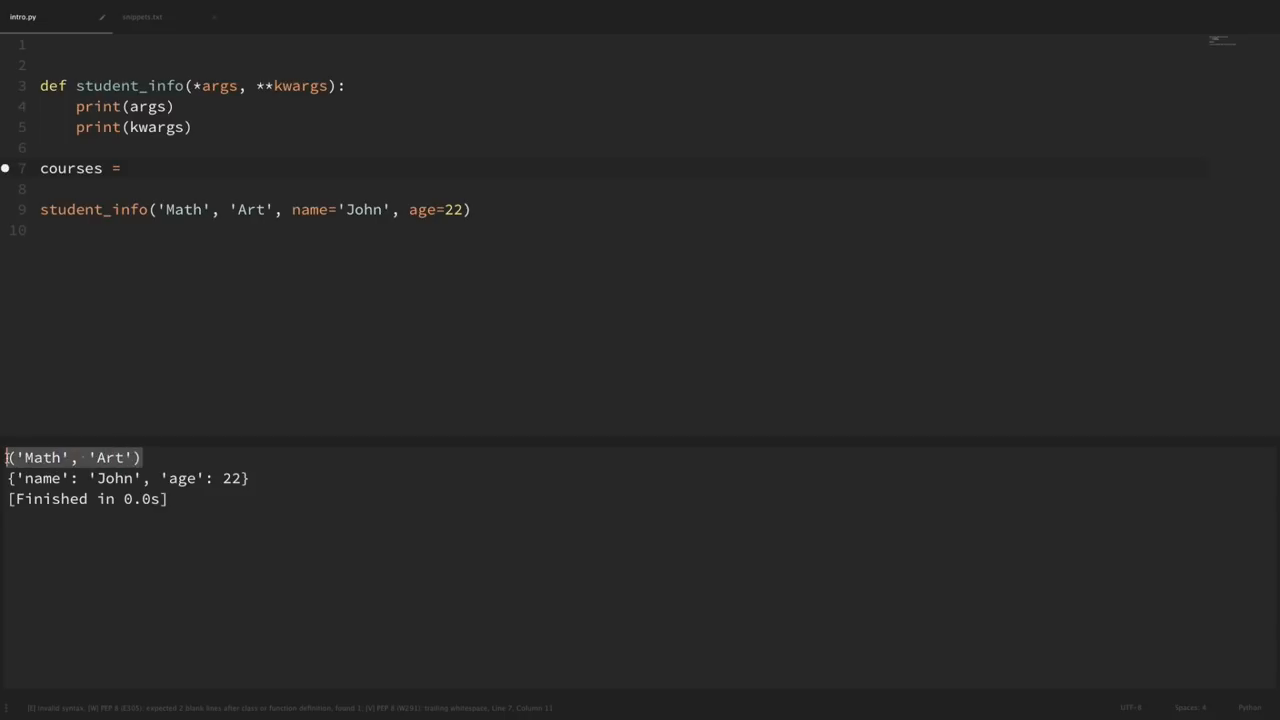 intro.py
snippets.txt
1
2
3 def student_info(*args, **kwargs):
4 print(args)
5 print(kwargs)
6
7 courses =
8
9 student_info('Math', 'Art', name='John', age=22)
10
('Math', 'Art')
{'name': 'John', 'age': 22}
[Finished in 0.0s]
[E] invalid syntax; [W] PEP 8 (E305): expected 2 blank lines after class or function definition, found 1; [V] PEP 8 (W291): trailing whitespace, Line 7, Column 11
UTF-8 Spaces: 4 Python